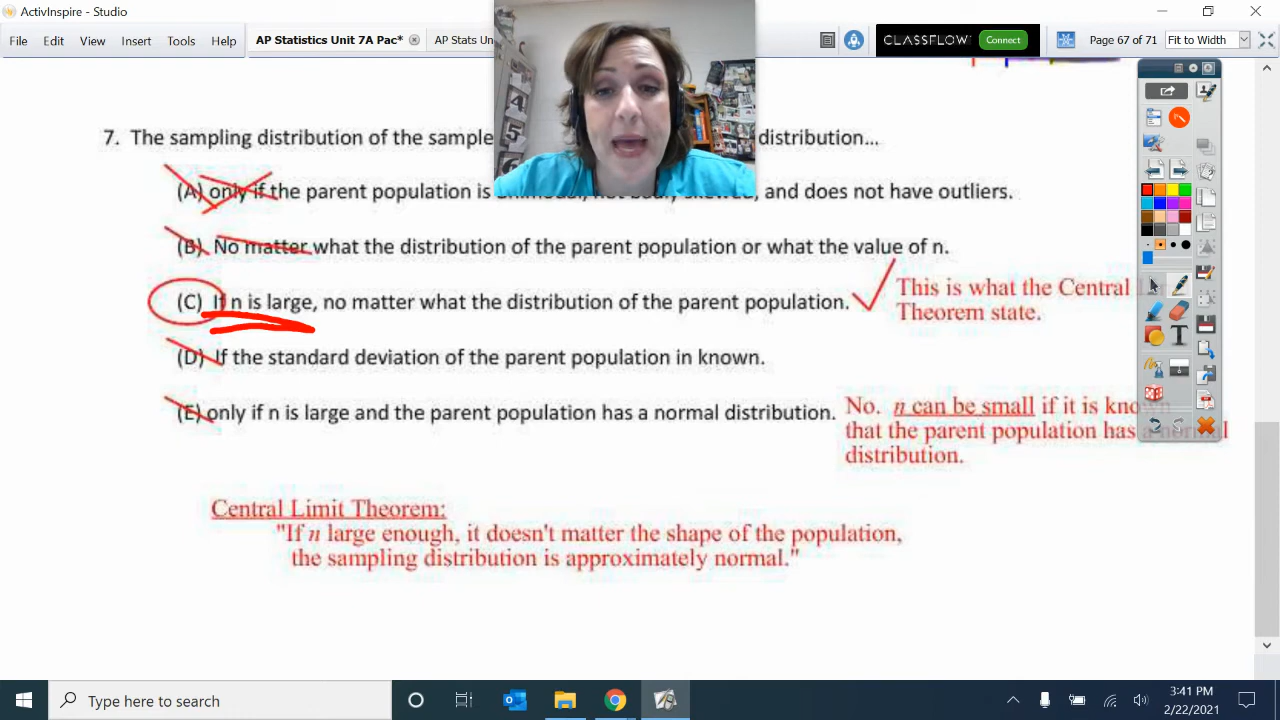 ActivInspire - Studio
File Edit View Insert Tools Help AP Statistics Unit 7A Pac* AP Stats Un CLASSFLOW Connect Page 67 of 71 Fit to Width
7. The sampling distribution of the sample distribution...
(A) only if the parent population is and does not have outliers.
(B) No matter what the distribution of the parent population or what the value of n.
(C) If n is large, no matter what the distribution of the parent population.
This is what the Central
Theorem state.
(D) If the standard deviation of the parent population in known.
(E) only if n is large and the parent population has a normal distribution.
No. n can be small if it is known
that the parent population has a normal
distribution.
Central Limit Theorem:
"If n large enough, it doesn't matter the shape of the population,
the sampling distribution is approximately normal."
4
5
6
Type here to search
3:41 PM
2/22/2021